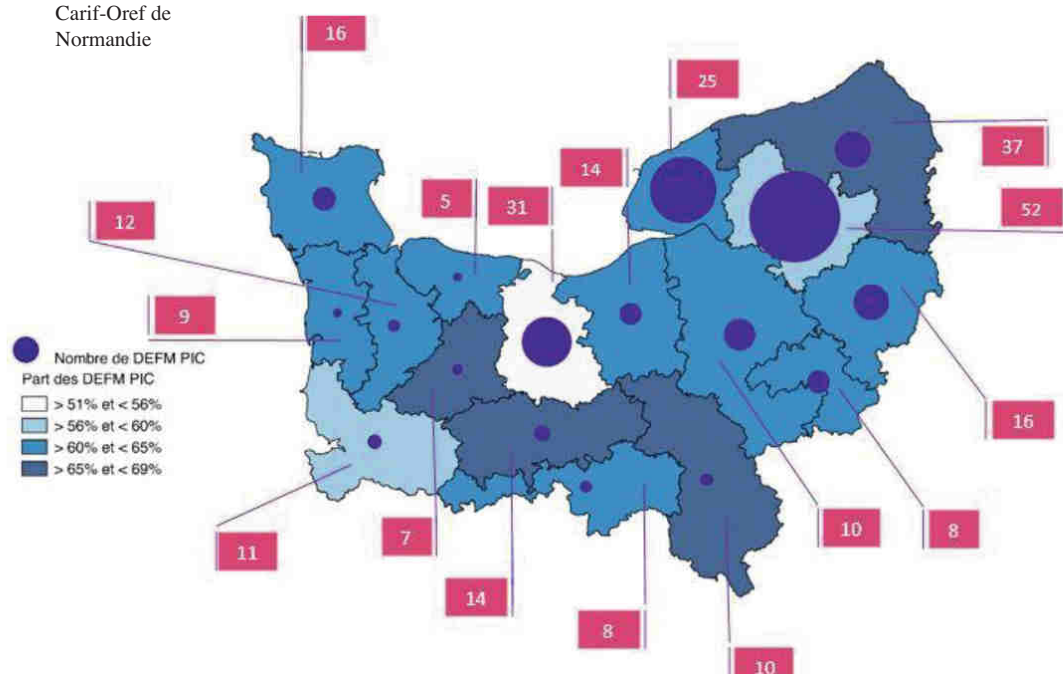 Carif-Oref de
Normandie
16
25
37
14
5
31
52
12
9
Nombre de DEFM PIC
Part des DEFM PIC
> 51% et < 56%
> 56% et < 60%
> 60% et < 65%
> 65% et < 69%
16
11
7
10
8
14
8
10